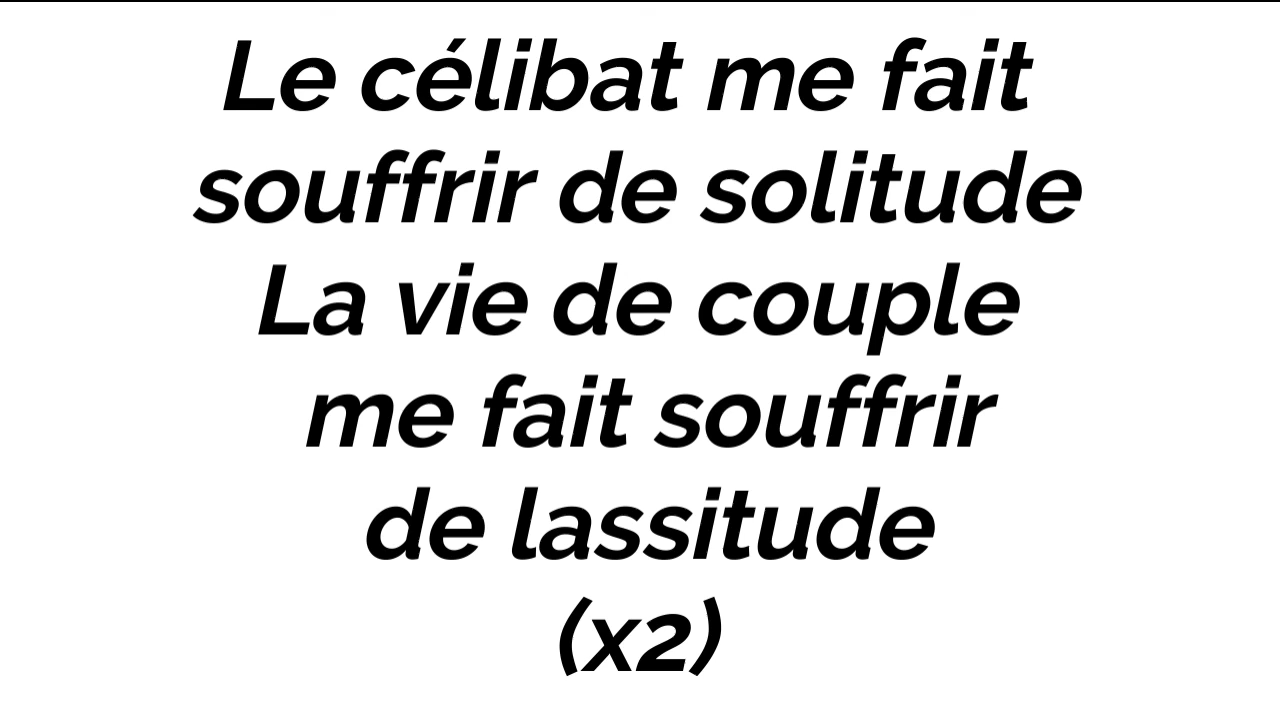 Le célibat me fait
souffrir de solitude
La vie de couple
me fait souffrir
de lassitude
(x2)